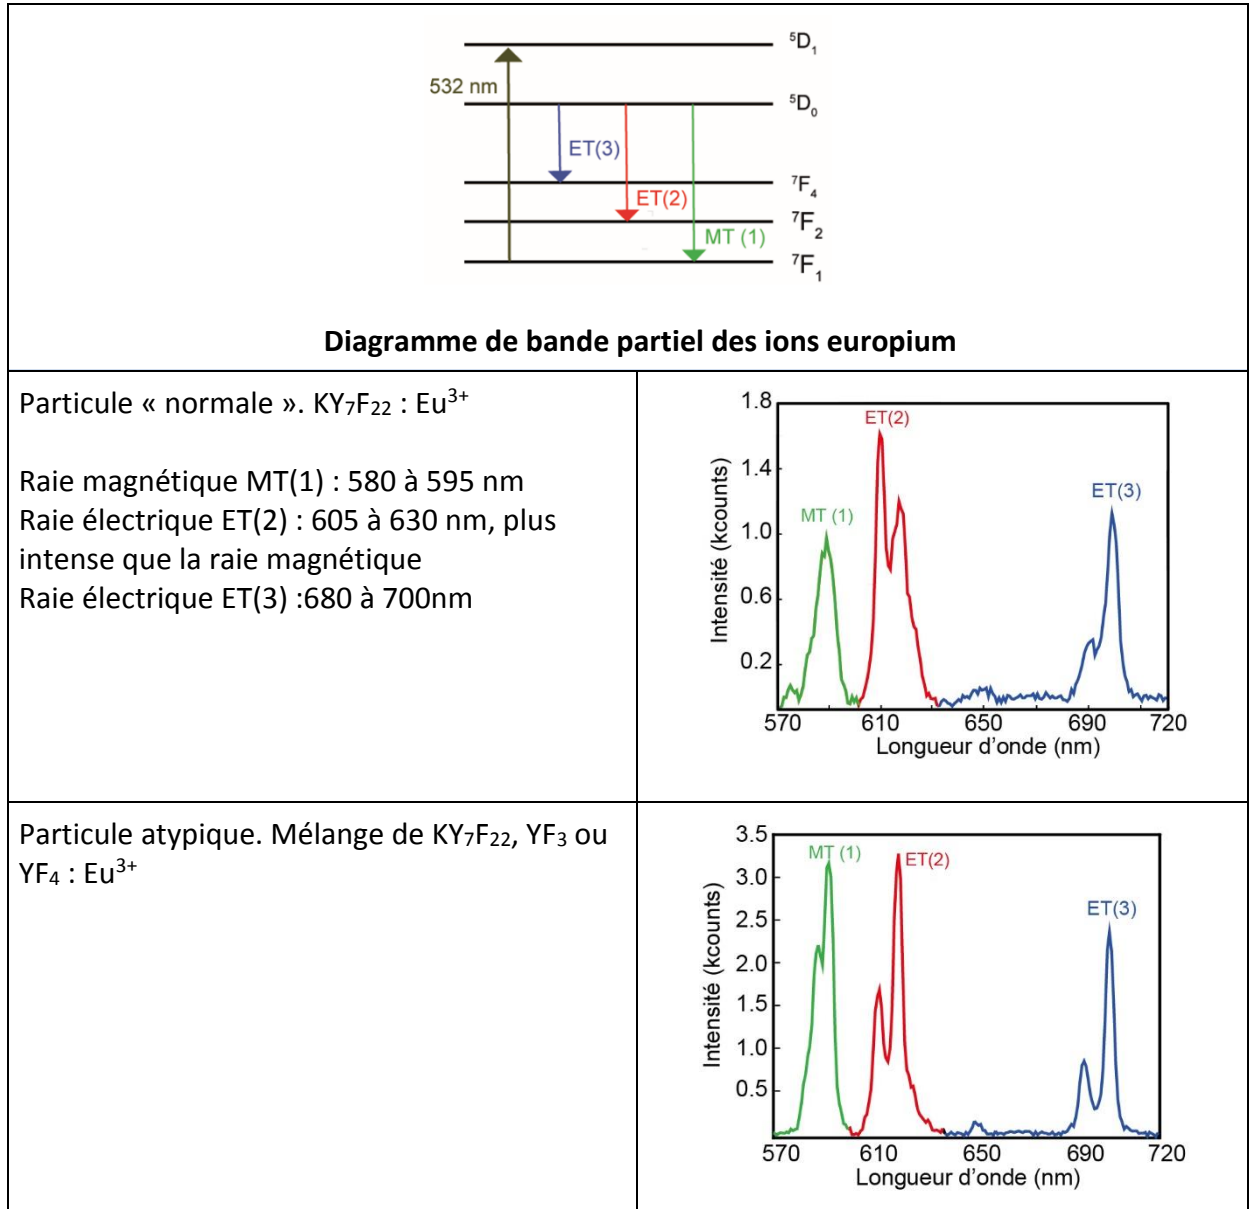 ⁵D₁
532 nm
⁵D₀
ET(3)
⁷F₄
ET(2)
⁷F₂
MT (1)
⁷F₁
Diagramme de bande partiel des ions europium
Particule « normale ». KY₇F₂₂ : Eu³⁺
Raie magnétique MT(1) : 580 à 595 nm
Raie électrique ET(2) : 605 à 630 nm, plus
intense que la raie magnétique
Raie électrique ET(3) :680 à 700nm
1.8
ET(2)
1.4
ET(3)
MT (1)
1.0
0.6
0.2
Intensité (kcounts)
570 610 650 690 720
Longueur d'onde (nm)
Particule atypique. Mélange de KY₇F₂₂, YF₃ ou
YF₄ : Eu³⁺
3.5
MT (1) ET(2)
3.0
ET(3)
2.5
2.0
1.5
1.0
0.5
Intensité (kcounts)
570 610 650 690 720
Longueur d'onde (nm)